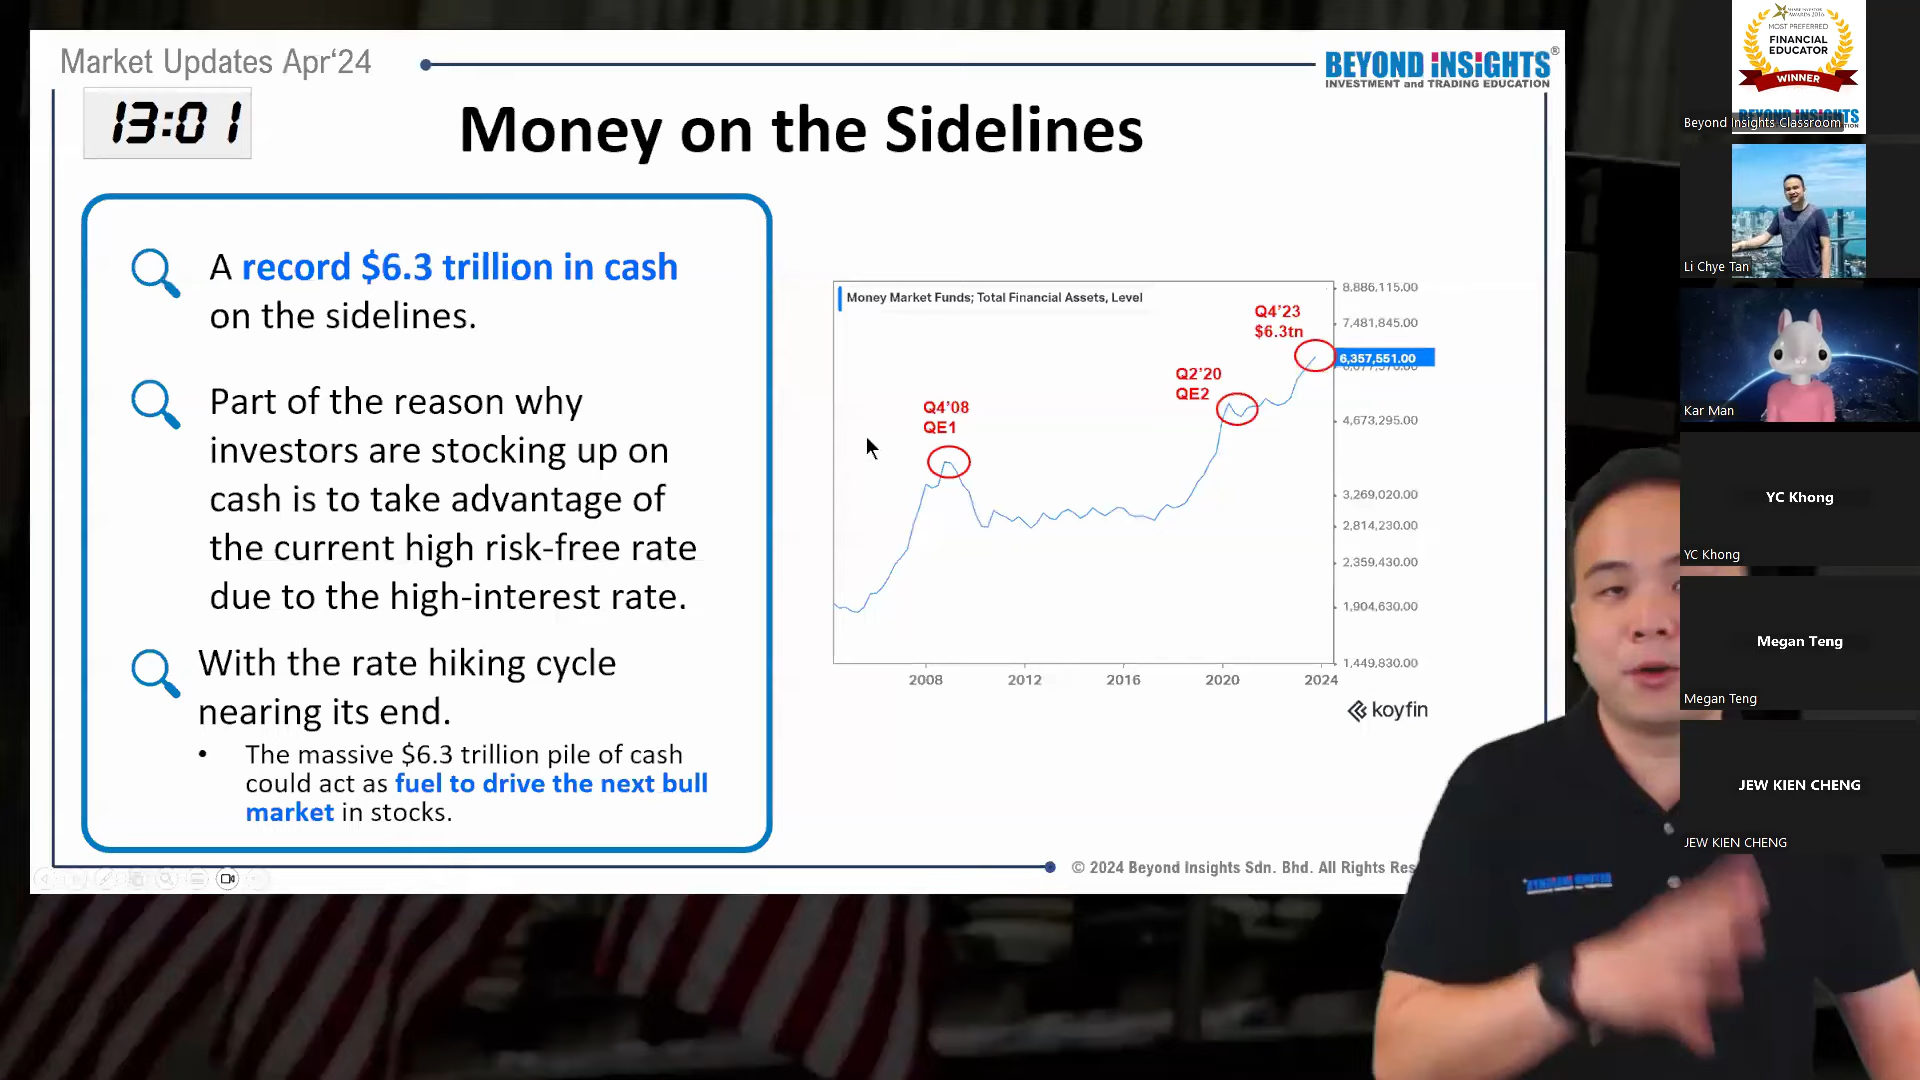 Market Updates Apr‘24
BEYOND INSIGHTS®
INVESTMENT and TRADING EDUCATION
13:01
Money on the Sidelines
A record $6.3 trillion in cash
on the sidelines.
Part of the reason why
investors are stocking up on
cash is to take advantage of
the current high risk-free rate
due to the high-interest rate.
With the rate hiking cycle
nearing its end.
• The massive $6.3 trillion pile of cash
could act as fuel to drive the next bull
market in stocks.
Money Market Funds; Total Financial Assets, Level
Q4’08
QE1
Q2’20
QE2
Q4’23
$6.3tn
8,886,115.00
7,481,845.00
6,357,551.00
4,673,295.00
3,269,020.00
2,814,230.00
2,359,430.00
1,904,630.00
1,449,830.00
2008
2012
2016
2020
2024
koyfin
© 2024 Beyond Insights Sdn. Bhd. All Rights Res
MOST PREFERRED
FINANCIAL
EDUCATOR
WINNER
Beyond Insights Classroom
Li Chye Tan
Kar Man
YC Khong
YC Khong
Megan Teng
Megan Teng
JEW KIEN CHENG
JEW KIEN CHENG